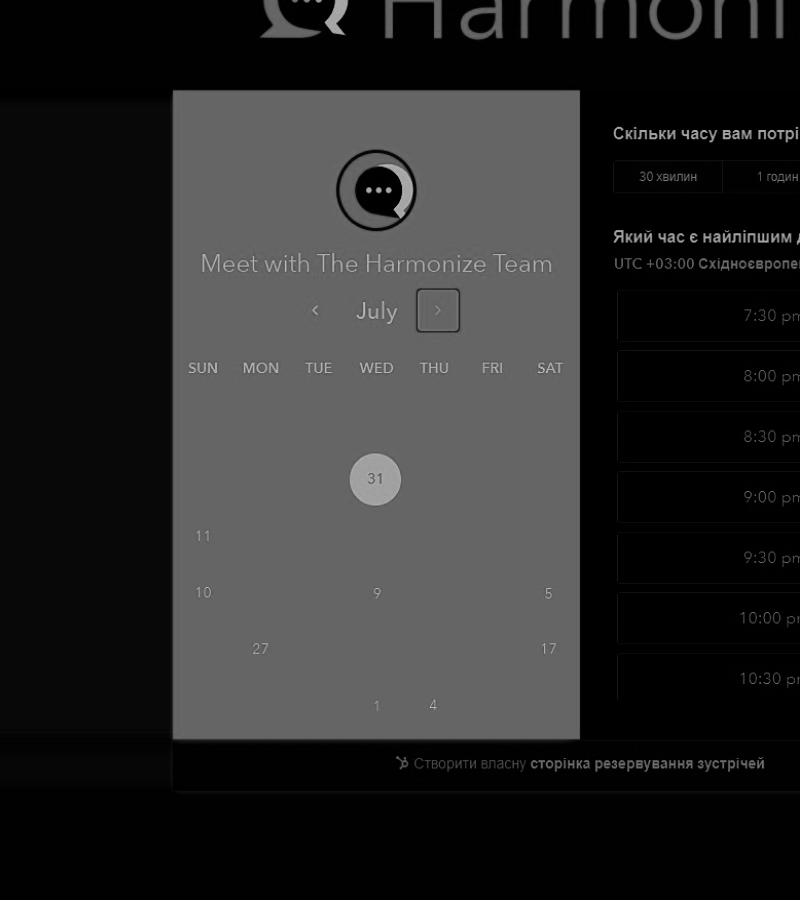 Harmoni
Meet with The Harmonize Team
July
SUN MON TUE WED THU FRI SAT
31
11
10 9 5
27 17
1 4
Скільки часу вам потрі
30 хвилин 1 годин
Який час є найліпшим
UTC +03:00 Східноєвропе
7:30 pm
8:00 pm
8:30 pm
9:00 pm
9:30 pm
10:00 pm
10:30 pm
Створити власну сторінка резервування зустрічей